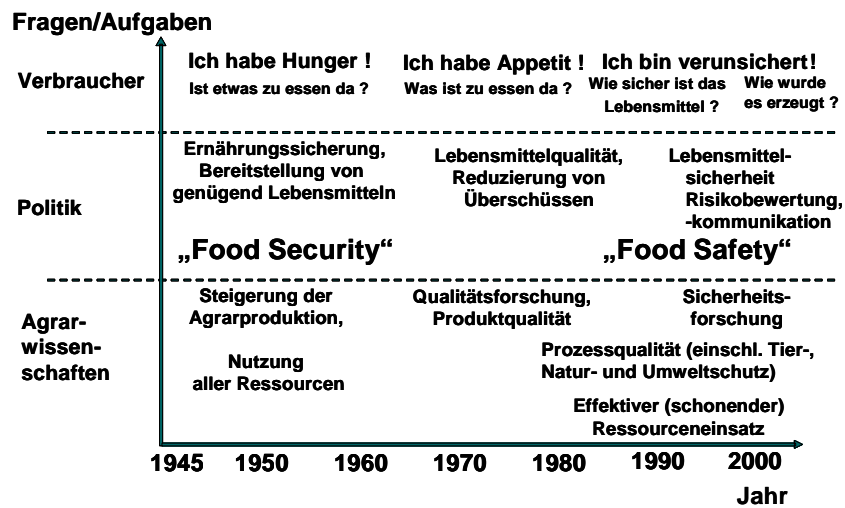 Fragen/Aufgaben
Verbraucher
Ich habe Hunger !
Ist etwas zu essen da ?
Ich habe Appetit !
Was ist zu essen da ?
Ich bin verunsichert!
Wie sicher ist das
Lebensmittel ?
Wie wurde
es erzeugt ?
Politik
Ernährungssicherung,
Bereitstellung von
genügend Lebensmitteln
Lebensmittelqualität,
Reduzierung von
Überschüssen
Lebensmittel-
sicherheit
Risikobewertung,
-kommunikation
„Food Security“
„Food Safety“
Agrar-
wissen-
schaften
Steigerung der
Agrarproduktion,
Nutzung
aller Ressourcen
Qualitätsforschung,
Produktqualität
Sicherheits-
forschung
Prozessqualität (einschl. Tier-,
Natur- und Umweltschutz)
Effektiver (schonender)
Ressourceneinsatz
1945 1950 1960 1970 1980 1990 2000
Jahr